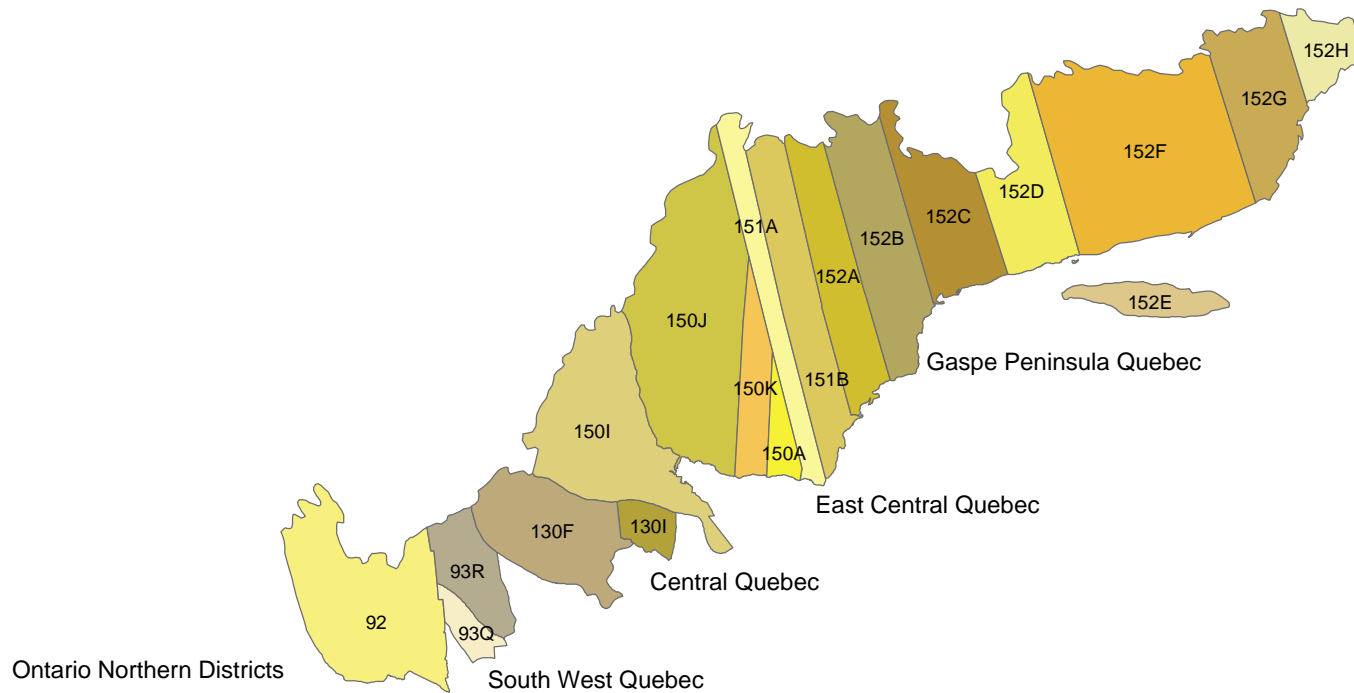 152H
152G
152F
152D
152C
151A
152B
152A
152E
150J
Gaspe Peninsula Quebec
150K
151B
150I
150A
East Central Quebec
130F
130I
93R
Central Quebec
92
93Q
Ontario Northern Districts
South West Quebec